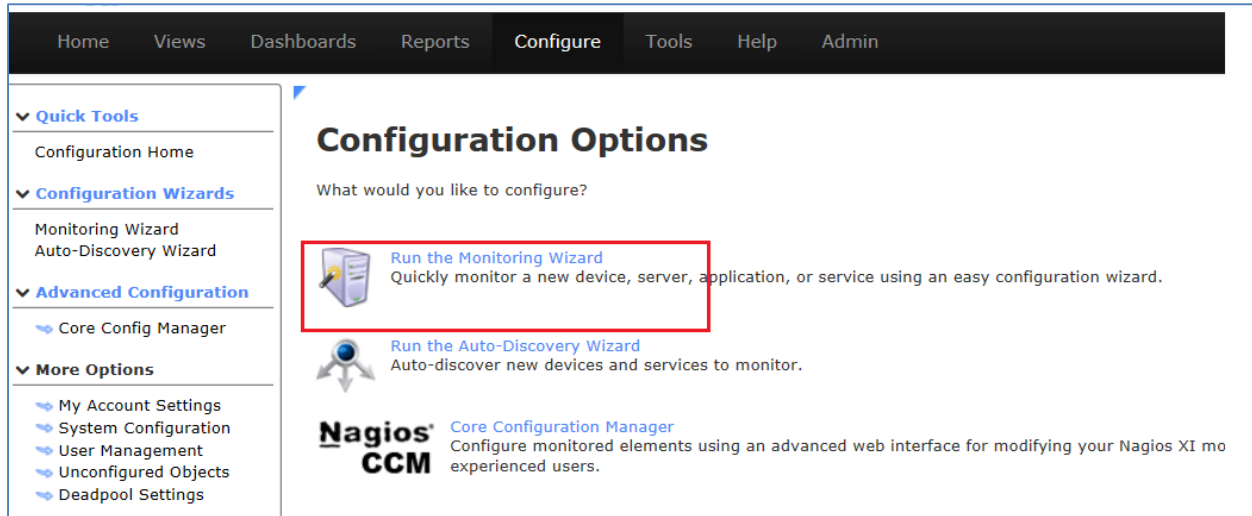 Home Views Dashboards Reports Configure Tools Help Admin
Quick Tools
Configuration Home
Configuration Wizards
Monitoring Wizard
Auto-Discovery Wizard
Advanced Configuration
Core Config Manager
More Options
My Account Settings
System Configuration
User Management
Unconfigured Objects
Deadpool Settings
Configuration Options
What would you like to configure?
Run the Monitoring Wizard
Quickly monitor a new device, server, application, or service using an easy configuration wizard.
Run the Auto-Discovery Wizard
Auto-discover new devices and services to monitor.
Nagios®
CCM
Core Configuration Manager
Configure monitored elements using an advanced web interface for modifying your Nagios XI mo
experienced users.